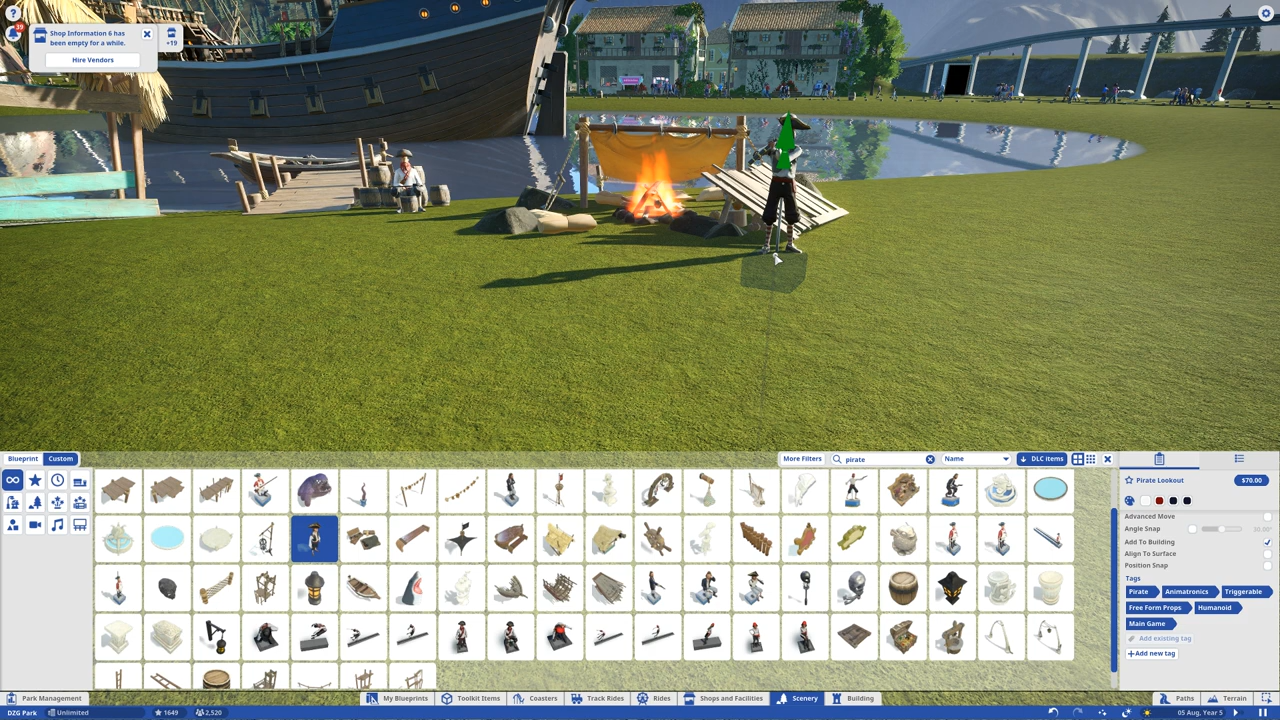 ?
39
Shop Information 6 has
been empty for a while.
Hire Vendors
+19
Blueprint
Custom
More Filters
pirate
Name
DLC items
Pirate Lookout
$70.00
Advanced Move
Angle Snap
10.00°
Add To Building
Align To Surface
Position Snap
Tags
Pirate
Animatronics
Triggerable
Free Form Props
Humanoid
Main Game
Add existing tag
+Add new tag
Park Management
My Blueprints
Toolkit Items
Coasters
Track Rides
Rides
Shops and Facilities
Scenery
Building
Paths
Terrain
DZG Park
Unlimited
1649
2,520
05 Aug, Year 5